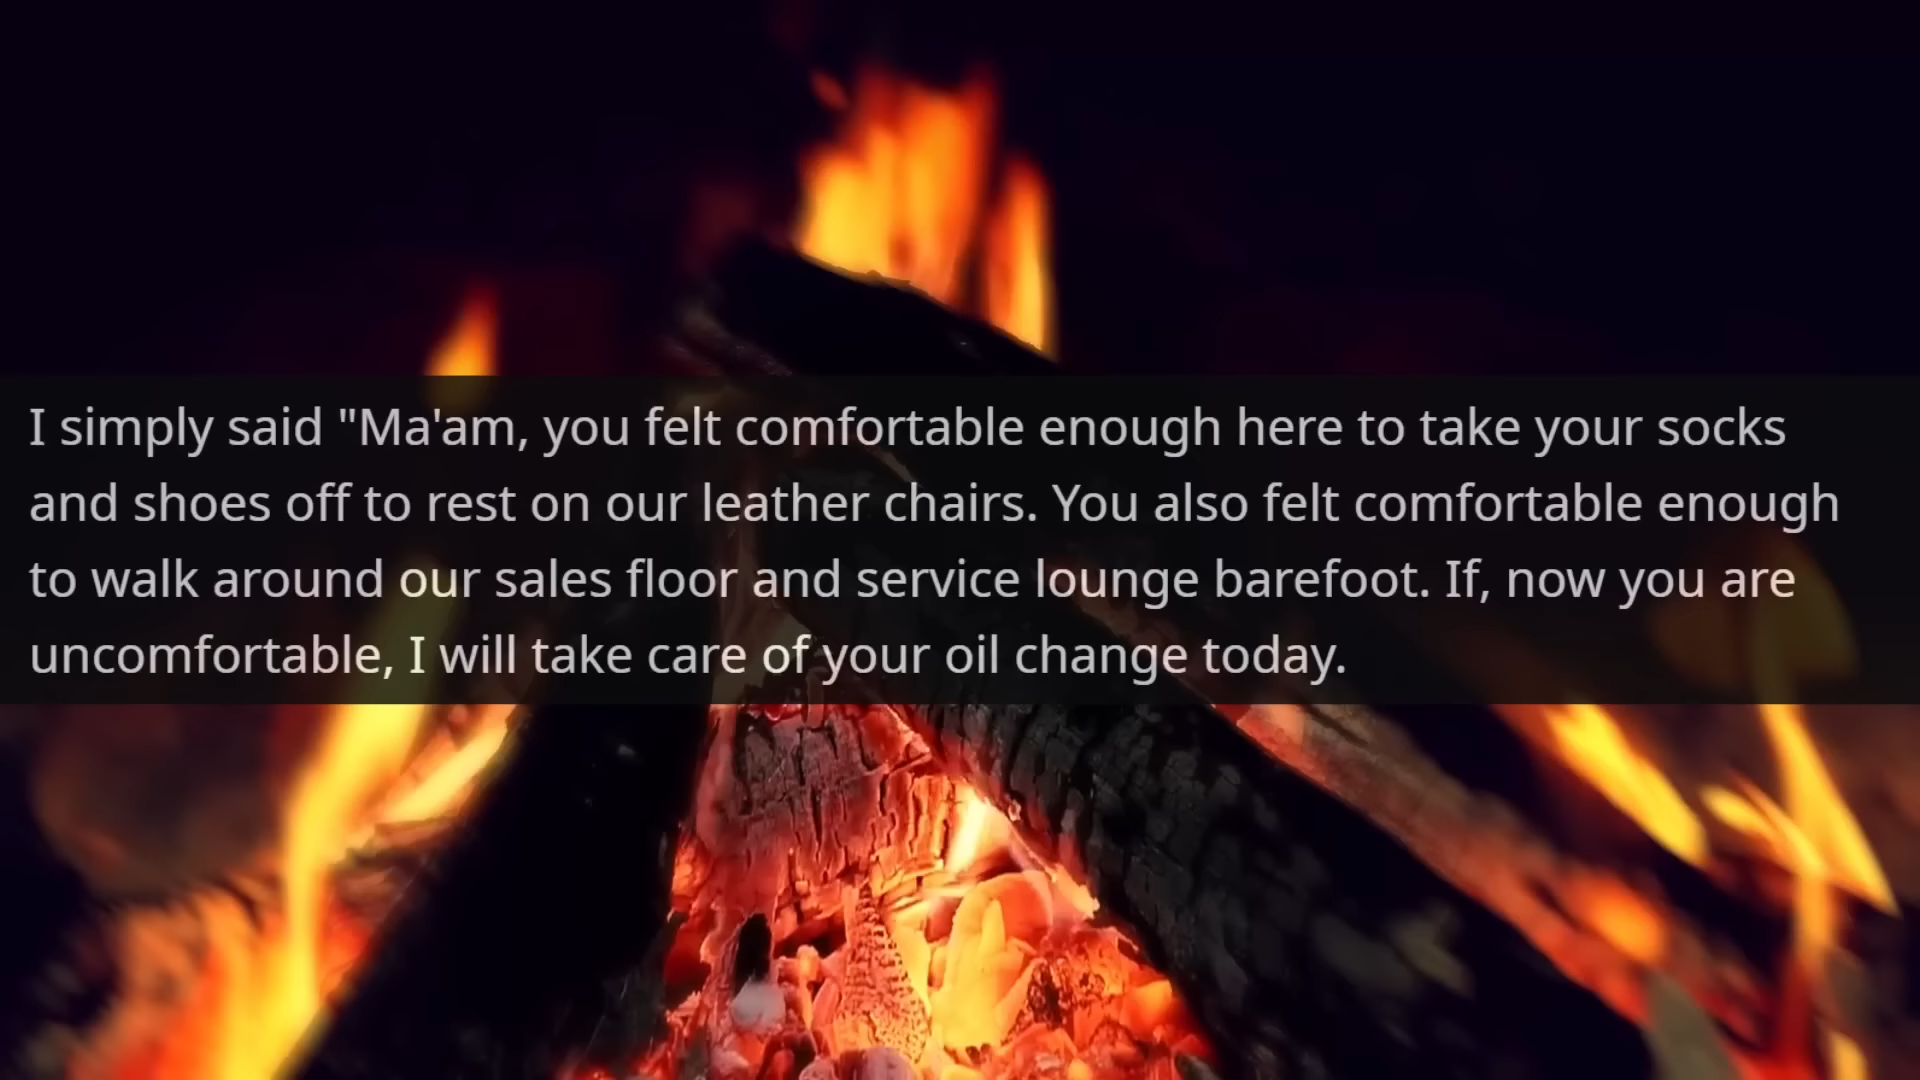 I simply said "Ma'am, you felt comfortable enough here to take your socks
and shoes off to rest on our leather chairs. You also felt comfortable enough
to walk around our sales floor and service lounge barefoot. If, now you are
uncomfortable, I will take care of your oil change today.